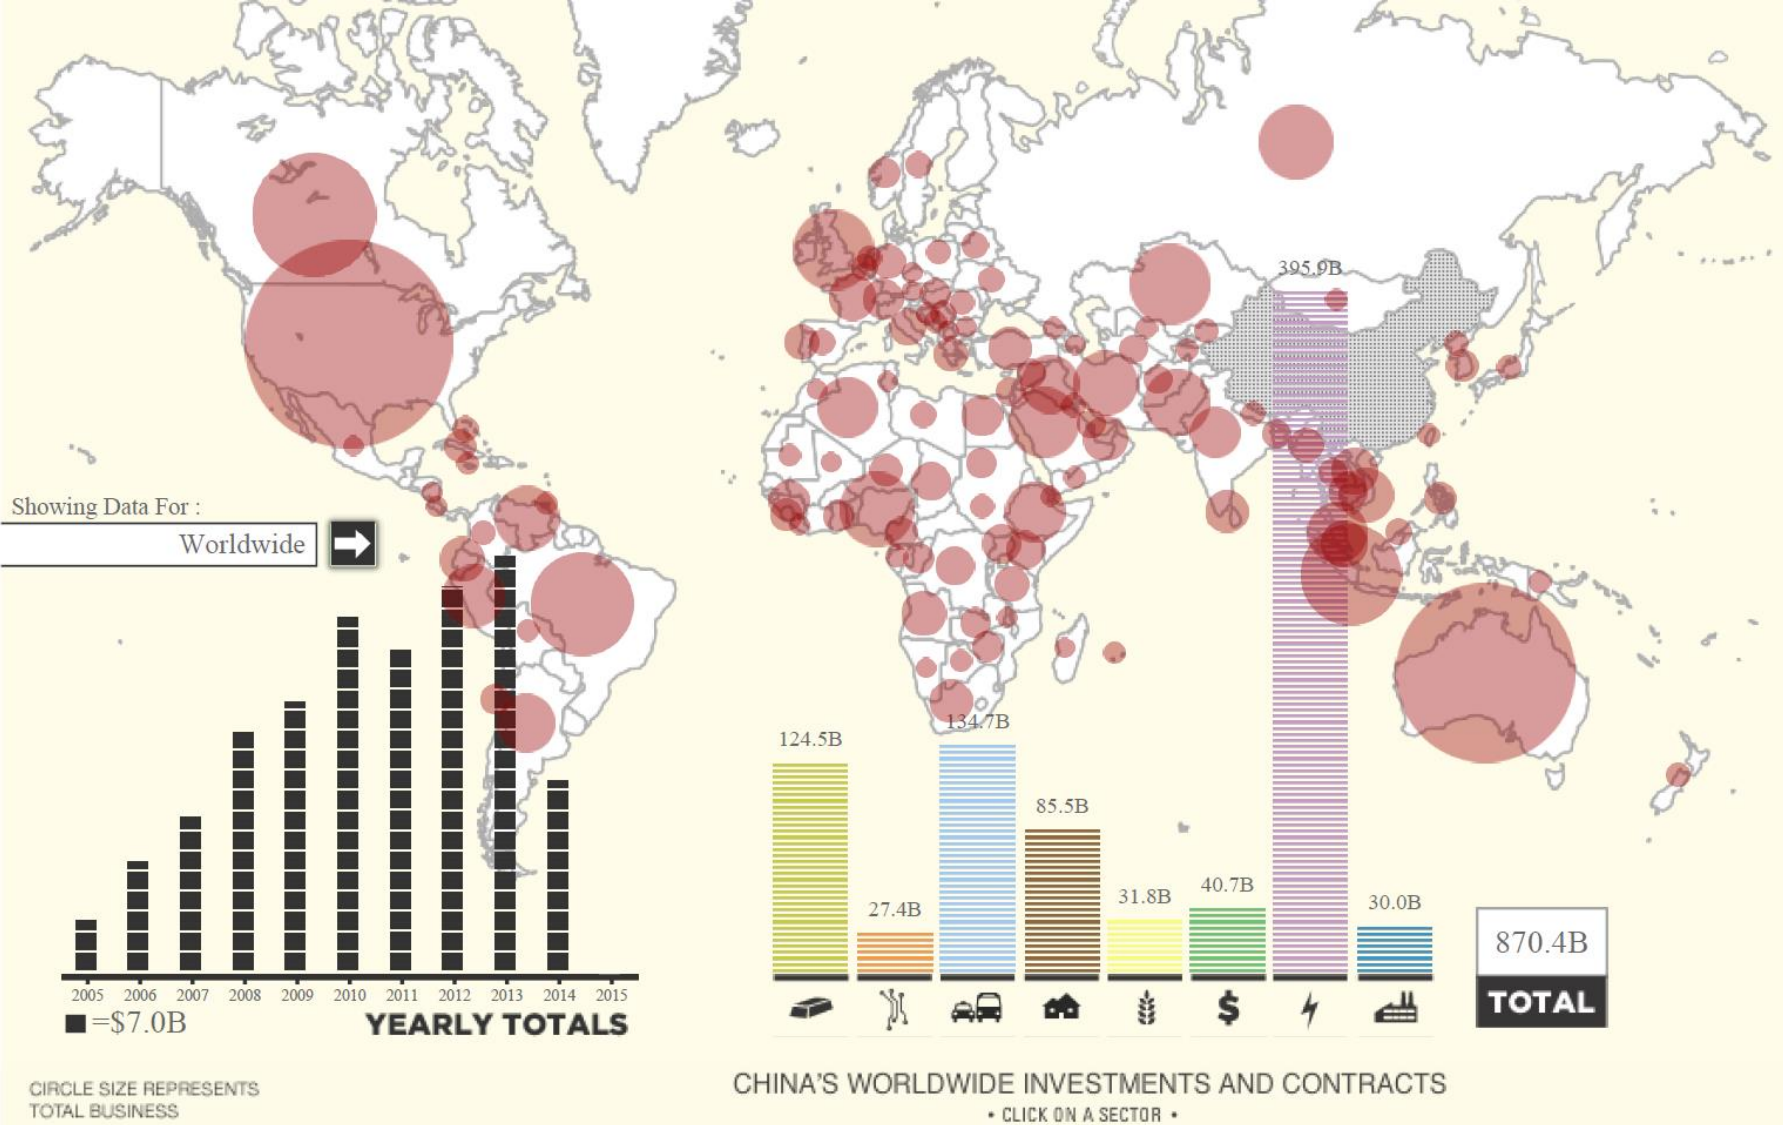 395.9B
Showing Data For :
Worldwide
134.7B
124.5B
85.5B
31.8B
40.7B
27.4B
30.0B
870.4B
TOTAL
2005 2006 2007 2008 2009 2010 2011 2012 2013 2014 2015
=$7.0B
YEARLY TOTALS
$
CIRCLE SIZE REPRESENTS
TOTAL BUSINESS
CHINA'S WORLDWIDE INVESTMENTS AND CONTRACTS
• CLICK ON A SECTOR •